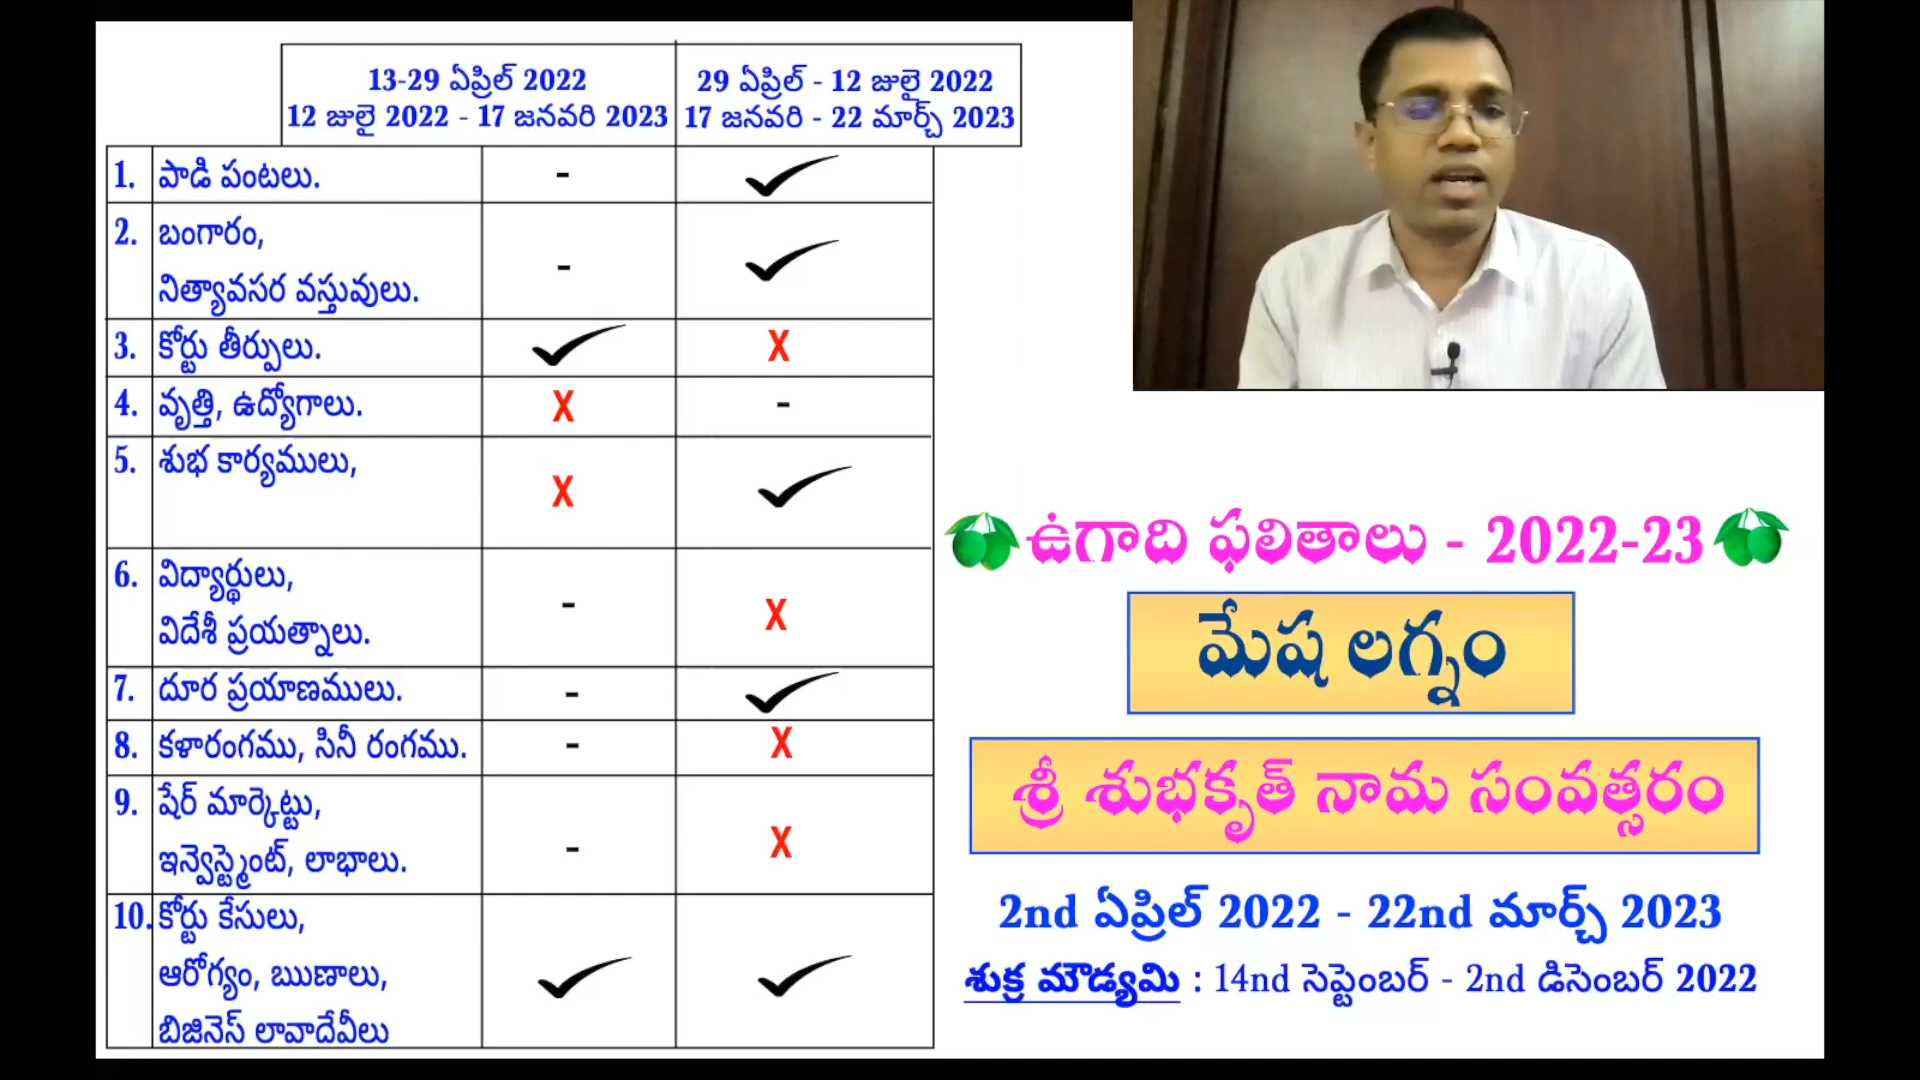 13-29 ఏప్రిల్ 2022
12 జులై 2022 - 17 జనవరి 2023
29 ఏప్రిల్ - 12 జులై 2022
17 జనవరి - 22 మార్చ్ 2023
1. పాడి పంటలు. -
2. బంగారం,
నిత్యావసర వస్తువులు. -
3. కోర్టు తీర్పులు. X
4. వృత్తి, ఉద్యోగాలు. X -
5. శుభ కార్యములు,
X
6. విద్యార్థులు,
విదేశీ ప్రయత్నాలు. - X
7. దూర ప్రయాణములు. -
8. కళారంగము, సినీ రంగము. - X
9. షేర్ మార్కెట్టు,
ఇన్వెస్ట్మెంట్, లాభాలు. - X
10. కోర్టు కేసులు,
ఆరోగ్యం, ఋణాలు,
బిజినెస్ లావాదేవీలు
ఉగాది ఫలితాలు - 2022-23
మేష లగ్నం
శ్రీ శుభకృత్ నామ సంవత్సరం
2nd ఏప్రిల్ 2022 - 22nd మార్చ్ 2023
శుక్ర మౌఢ్యమి : 14nd సెప్టెంబర్ - 2nd డిసెంబర్ 2022